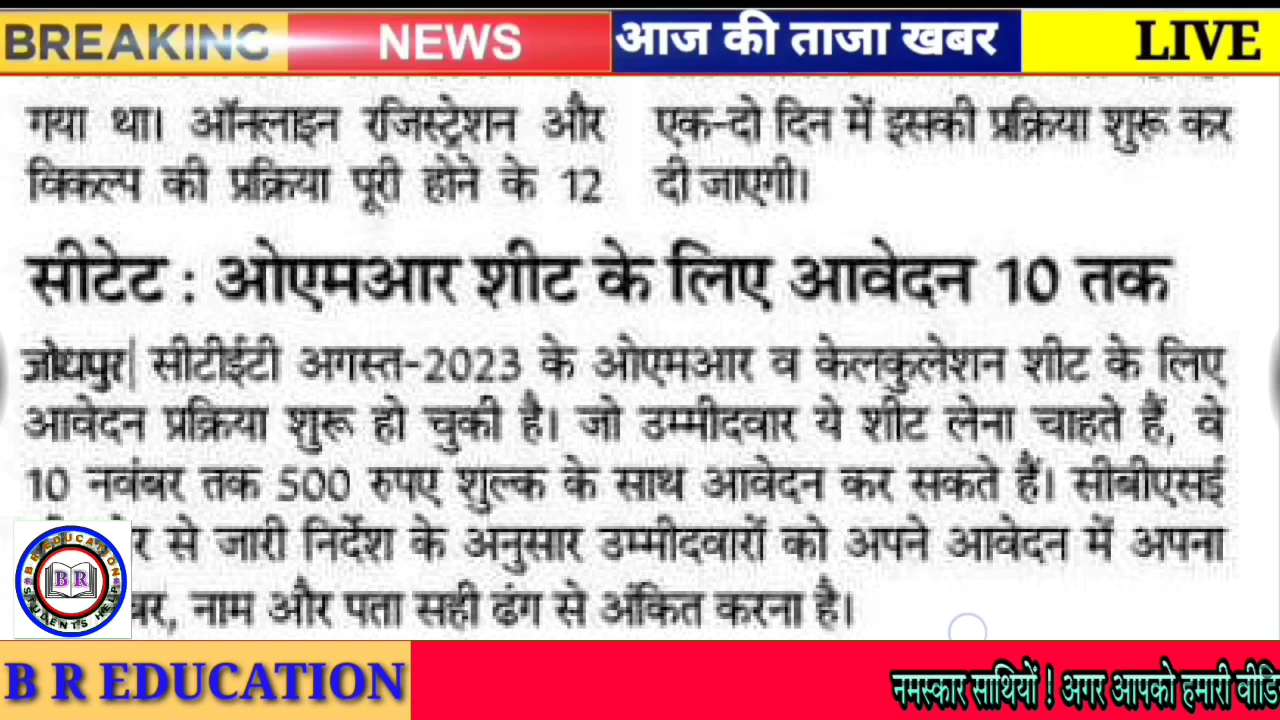 BREAKING NEWS आज की ताजा खबर LIVE
गया था। ऑनलाइन रजिस्ट्रेशन और
विकल्प की प्रक्रिया पूरी होने के 12
एक-दो दिन में इसकी प्रक्रिया शुरू कर
दी जाएगी।
सीटेट : ओएमआर शीट के लिए आवेदन 10 तक
जोधपुर| सीटीईटी अगस्त-2023 के ओएमआर व केलकुलेशन शीट के लिए
आवेदन प्रक्रिया शुरू हो चुकी है। जो उम्मीदवार ये शीट लेना चाहते हैं, वे
10 नवंबर तक 500 रुपए शुल्क के साथ आवेदन कर सकते हैं। सीबीएसई
से जारी निर्देश के अनुसार उम्मीदवारों को अपने आवेदन में अपना
नाम और पता सही ढंग से अंकित करना है।
B R EDUCATION
B R
STUDENTS HELP
B R EDUCATION
नमस्कार साथियों ! अगर आपको हमारी वीडि